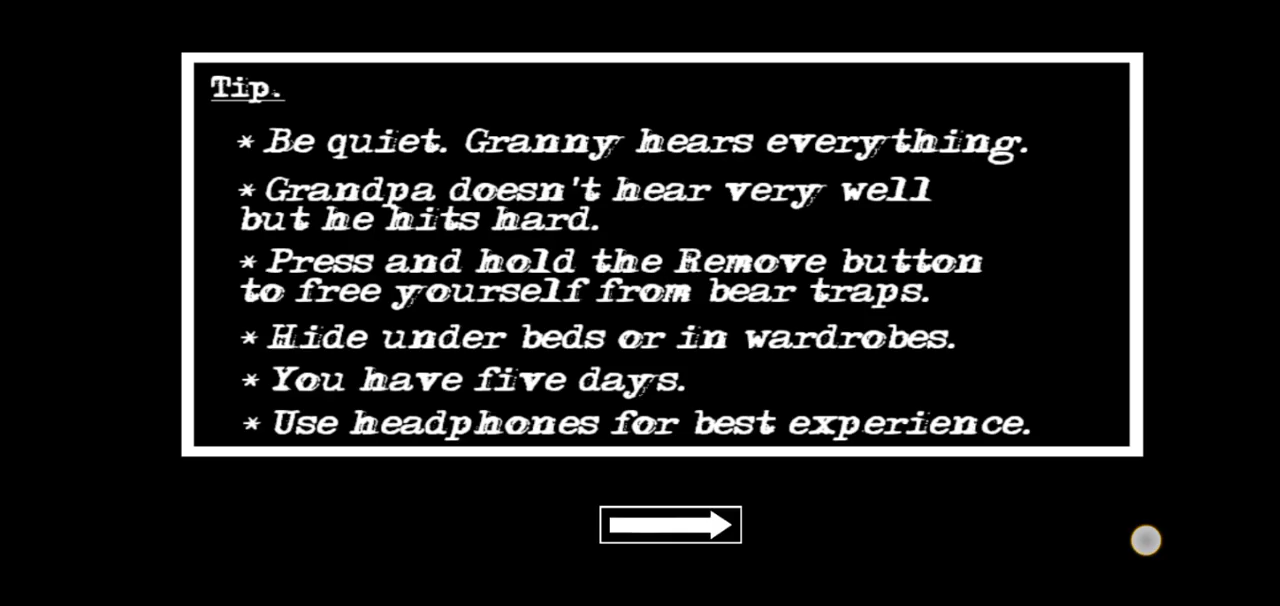 Tip.
* Be quiet. Granny hears everything.
* Grandpa doesn't hear very well
but he hits hard.
* Press and hold the Remove button
to free yourself from bear traps.
* Hide under beds or in wardrobes.
* You have five days.
* Use headphones for best experience.